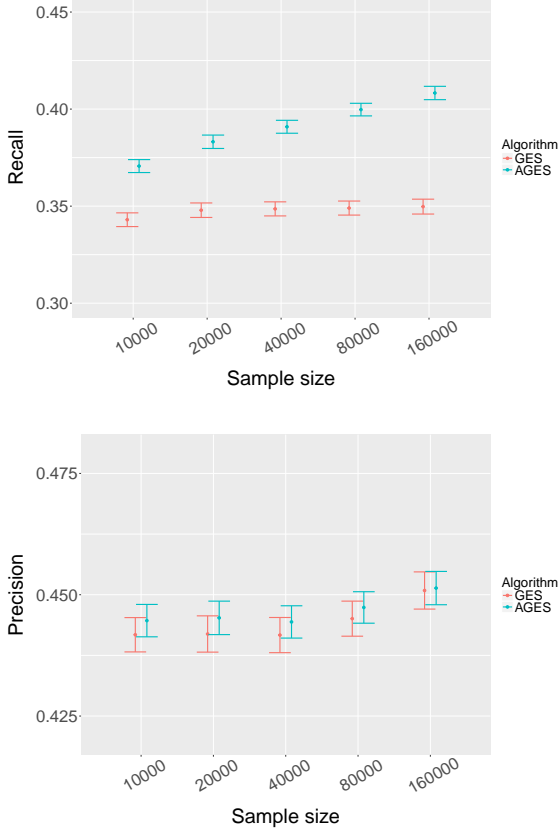 0.45
0.40
0.35
0.30
Recall
10000
20000
40000
80000
160000
Sample size
Algorithm
GES
AGES
0.475
0.450
0.425
Precision
10000
20000
40000
80000
160000
Sample size
Algorithm
GES
AGES